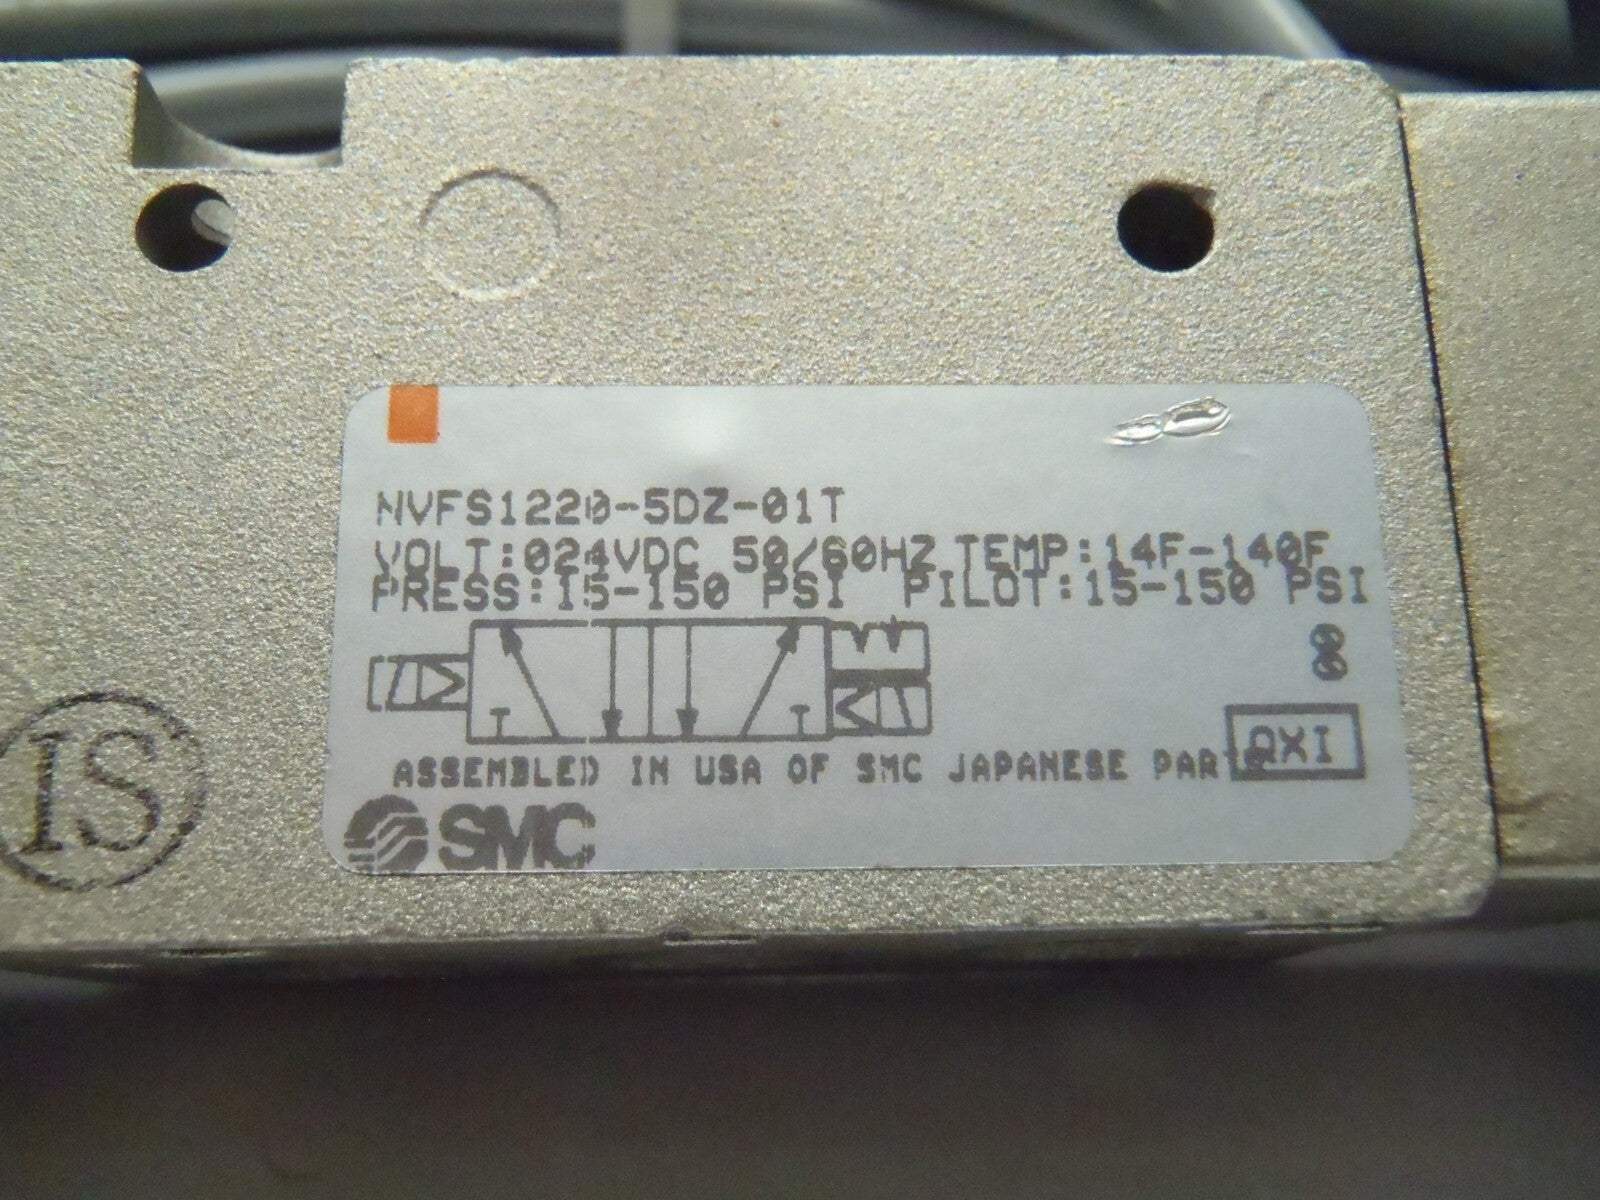 NVFS1220-5DZ-01T
VOLT:024VDC 50/60HZ TEMP:14F-140F
PRESS:15-150 PSI PILOT:15-150 PSI
ASSEMBLED IN USA OF SMC JAPANESE PARTS
QXI
SMC
IS